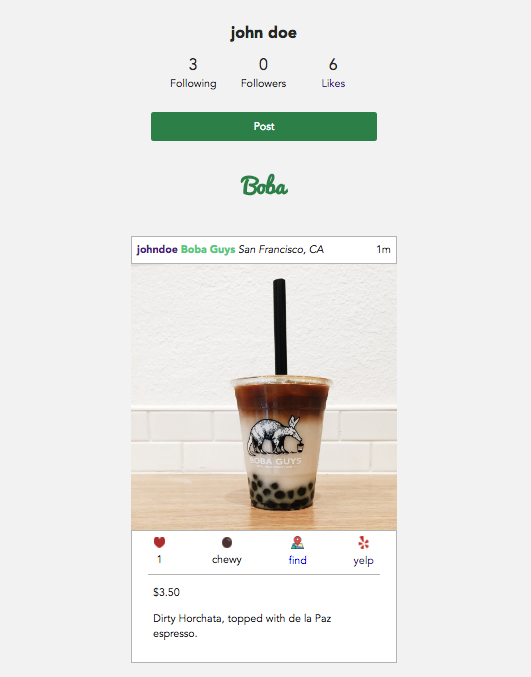 john doe
3 0 6
Following Followers Likes
Post
Boba
johndoe Boba Guys San Francisco, CA 1m
BOBA GUYS
1 chewy find yelp
$3.50
Dirty Horchata, topped with de la Paz
espresso.